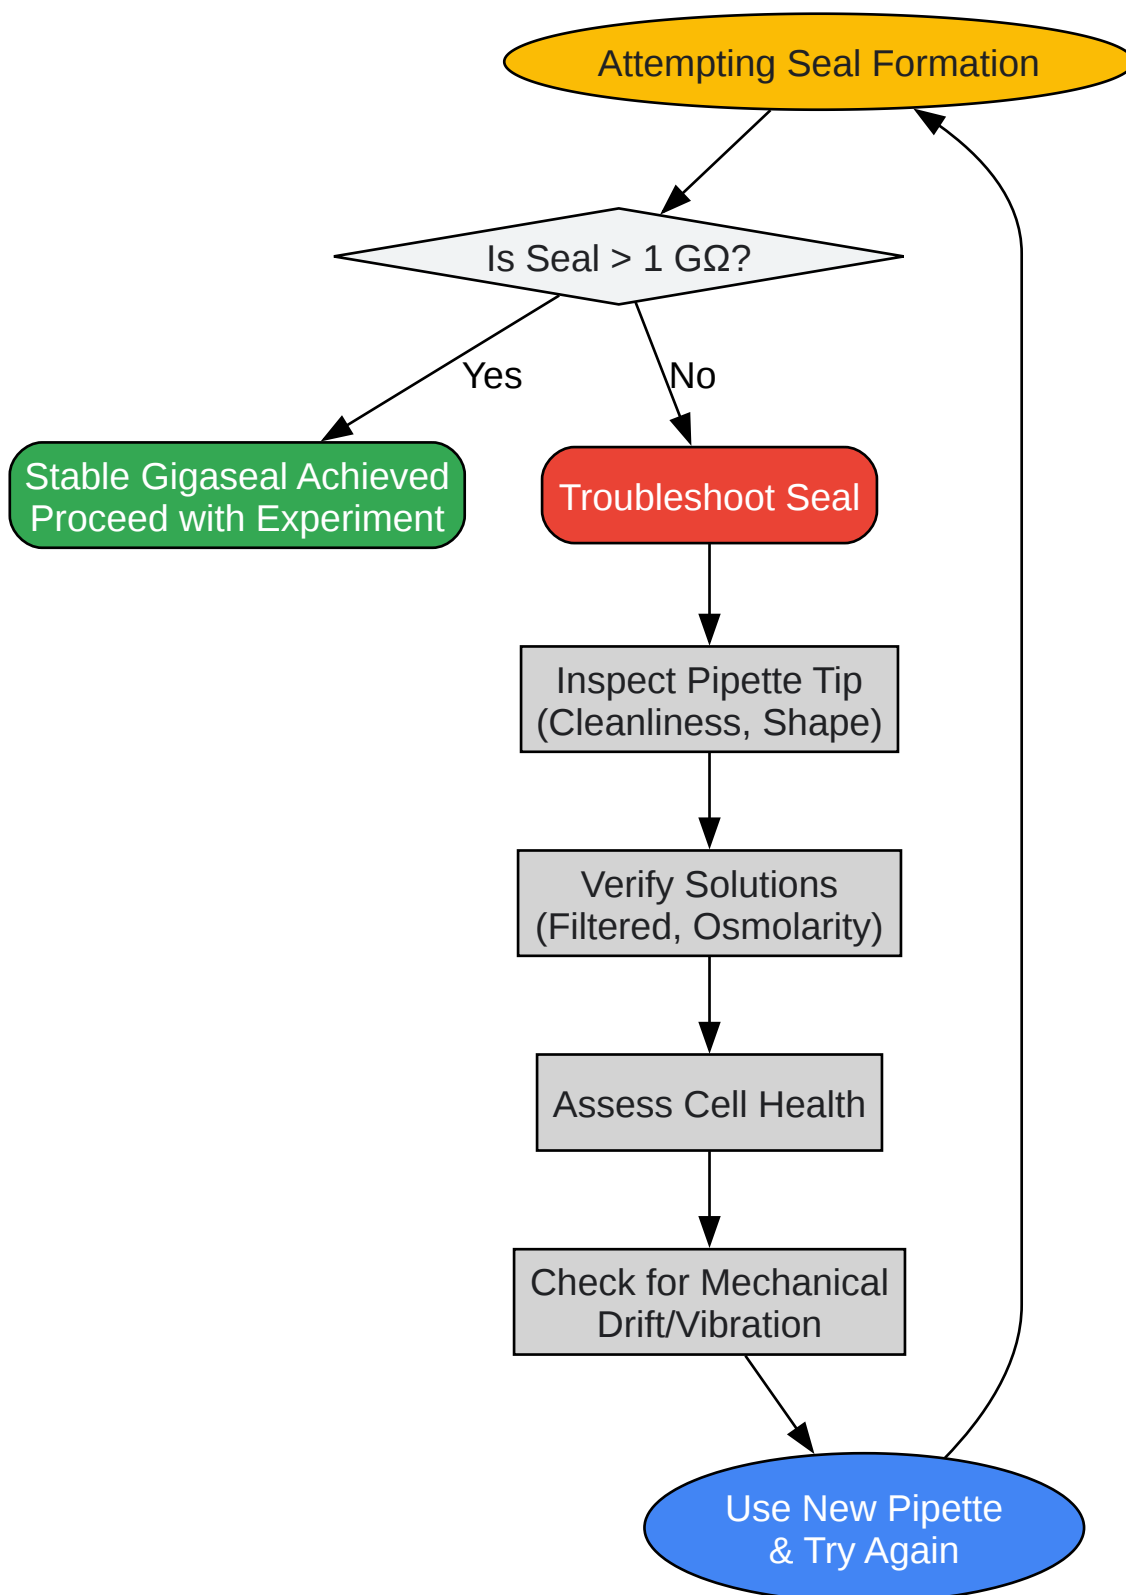 Attempting Seal Formation
Is Seal > 1 GΩ?
Yes
No
Stable Gigaseal Achieved
Proceed with Experiment
Troubleshoot Seal
Inspect Pipette Tip
(Cleanliness, Shape)
Verify Solutions
(Filtered, Osmolarity)
Assess Cell Health
Check for Mechanical
Drift/Vibration
Use New Pipette
& Try Again